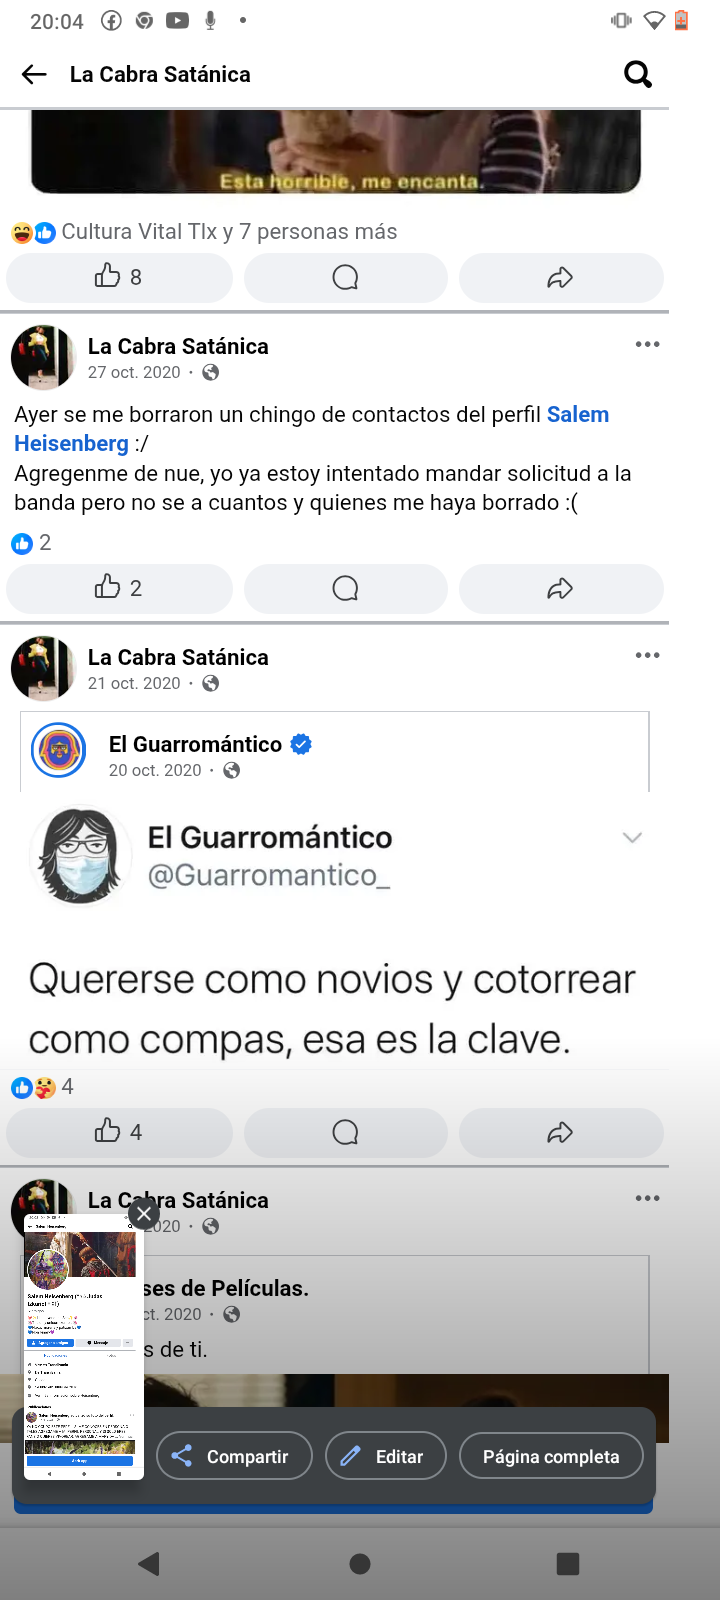 20:04
La Cabra Satánica
Esta horrible, me encanta.
Cultura Vital Tlx y 7 personas más
8
La Cabra Satánica
27 oct. 2020 ·
Ayer se me borraron un chingo de contactos del perfil Salem
Heisenberg :/
Agregenme de nue, yo ya estoy intentado mandar solicitud a la
banda pero no se a cuantos y quienes me haya borrado :(
2
2
La Cabra Satánica
21 oct. 2020 ·
El Guarromántico
20 oct. 2020 ·
El Guarromántico
@Guarromantico_
Quererse como novios y cotorrear
como compas, esa es la clave.
4
4
La Cabra Satánica
2020 ·
ses de Películas.
ct. 2020 ·
s de ti.
Salem Heisenberg
Compartir
Editar
Página completa